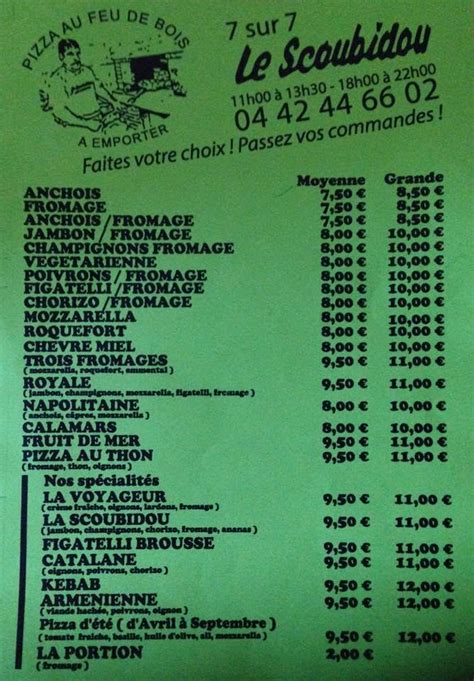 PIZZA AU FEU DE BOIS
A EMPORTER
7 sur 7
Le Scoubidou
11h00 à 13h30 - 18h00 à 22h00
04 42 44 66 02
Faites votre choix ! Passez vos commandes !
Moyenne Grande
ANCHOIS 7,50 € 8,50 €
FROMAGE 7,50 € 8,50 €
ANCHOIS / FROMAGE 7,50 € 8,50 €
JAMBON / FROMAGE 8,00 € 10,00 €
CHAMPIGNONS FROMAGE 8,00 € 10,00 €
VEGETARIENNE 8,00 € 10,00 €
POIVRONS / FROMAGE 8,00 € 10,00 €
FIGATELLI / FROMAGE 8,00 € 10,00 €
CHORIZO / FROMAGE 8,00 € 10,00 €
MOZZARELLA 8,00 € 10,00 €
ROQUEFORT 8,00 € 10,00 €
CHEVRE MIEL 8,00 € 10,00 €
TROIS FROMAGES 9,50 € 11,00 €
( mozzarella, roquefort, emmental )
ROYALE 9,50 € 11,00 €
( jambon, champignons, mozzarella, figatelli, fromage )
NAPOLITAINE 8,00 € 10,00 €
( anchois, câpres, mozzarella )
CALAMARS 8,00 € 10,00 €
FRUIT DE MER 9,50 € 11,00 €
PIZZA AU THON 9,50 € 11,00 €
( fromage, thon, oignons )
Nos spécialités
LA VOYAGEUR 9,50 € 11,00 €
( crème fraîche, oignons, lardons, fromage )
LA SCOUBIDOU 9,50 € 11,00 €
( jambon, champignons, chorizo, fromage, ananas )
FIGATELLI BROUSSE 9,50 € 11,00 €
CATALANE 9,50 € 11,00 €
( oignons, poivrons, chorizo )
KEBAB 9,50 € 12,00 €
ARMENIENNE 9,50 € 12,00 €
( viande hachée, poivrons, oignon )
Pizza d'été ( d'Avril à Septembre )
( tomate fraîche, basilic, huile d'olive, ail, mozzarella ) 9,50 € 12,00 €
LA PORTION 2,00 €
( fromage )